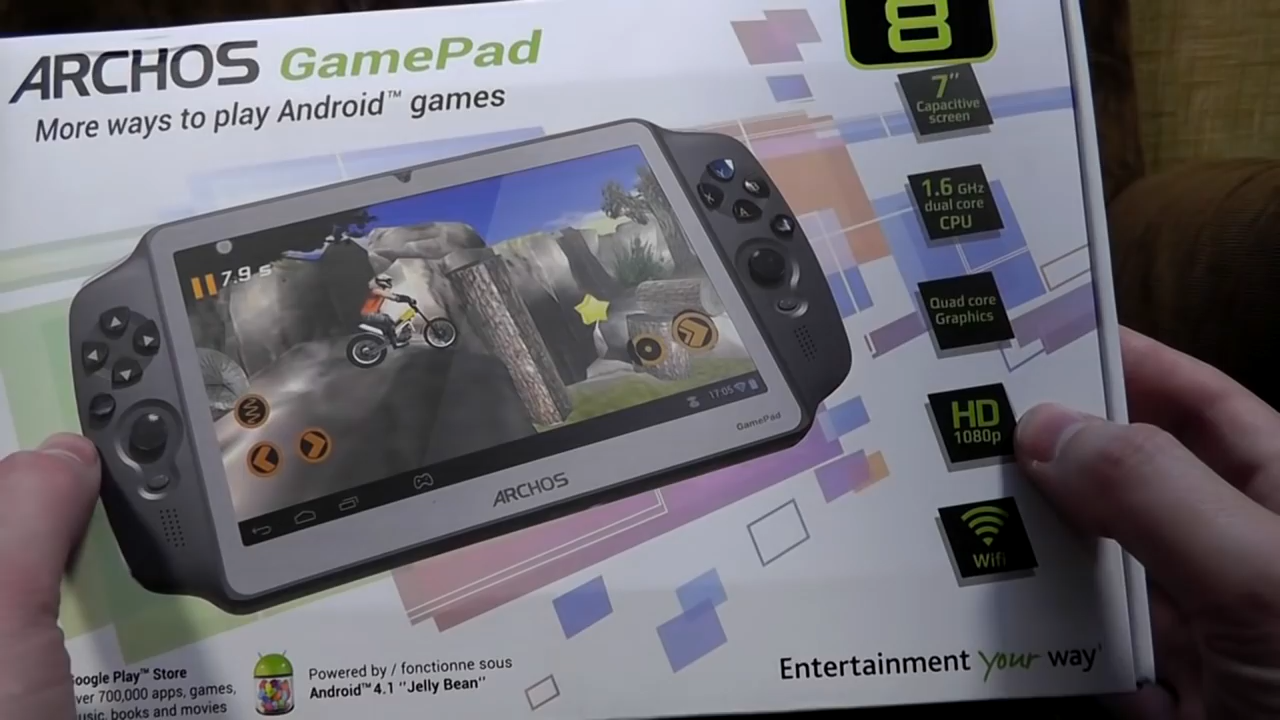 ARCHOS GamePad
More ways to play Android™ games
8
7"
Capacitive
screen
1.6 GHz
dual core
CPU
Quad core
Graphics
HD
1080p
Wifi
7.9 s
17:05
GamePad
ARCHOS
oogle Play™ Store
ver 700,000 apps, games,
usic, books and movies
Powered by / fonctionne sous
Android™ 4.1 "Jelly Bean"
Entertainment your way